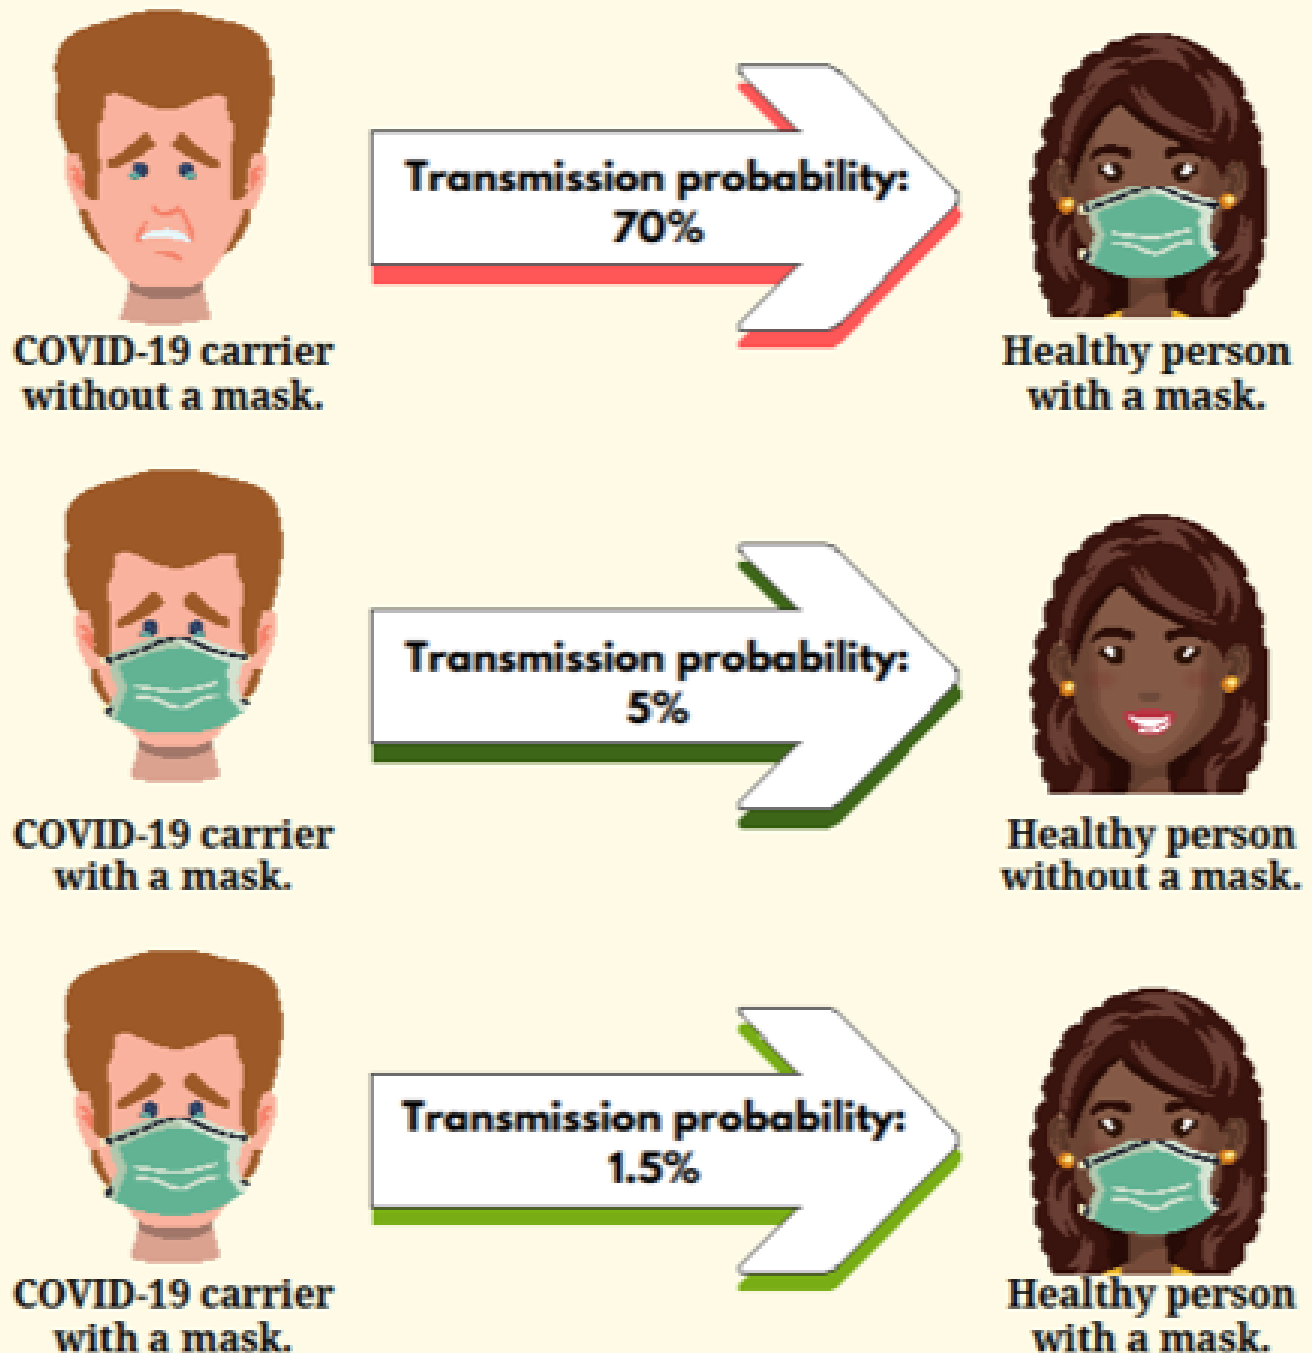 Transmission probability:
70%
COVID-19 carrier
without a mask.
Healthy person
with a mask.
Transmission probability:
5%
COVID-19 carrier
with a mask.
Healthy person
without a mask.
Transmission probability:
1.5%
COVID-19 carrier
with a mask.
Healthy person
with a mask.